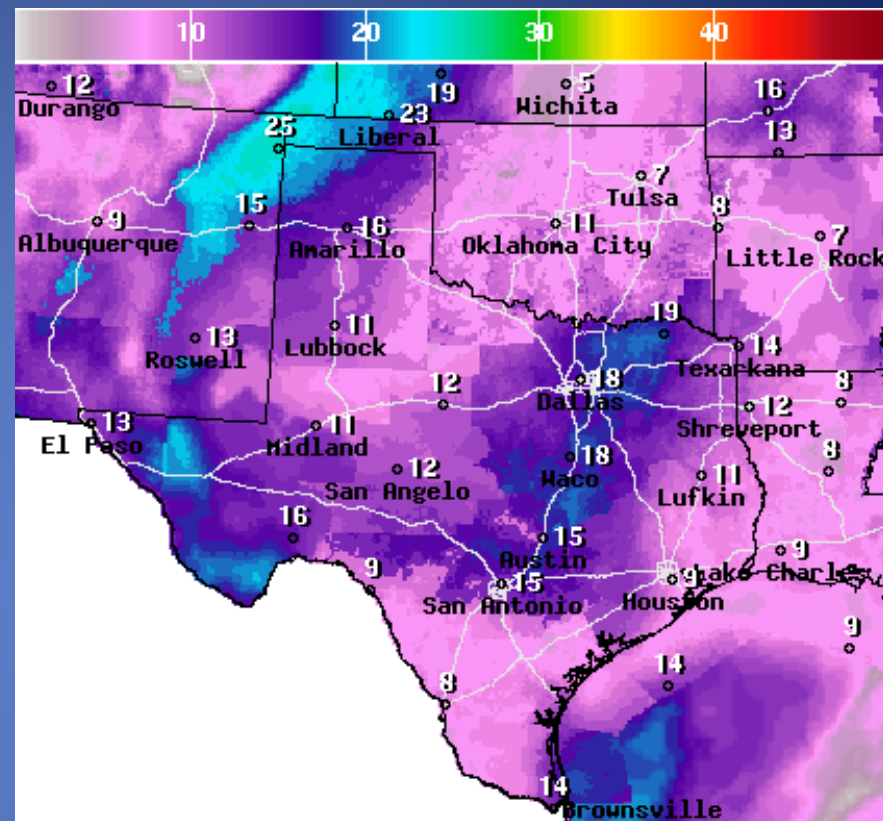 10 20 30 40
12 5 16
Durango 19 Wichita
23 13
Liberal
25
7
Tulsa
9 15 16 11 8 7
Albuquerque Amarillo Oklahoma City Little Rock
13 11 19
Roswell Lubbock 14
Texarkana
12 18 12 8
Dallas
13 11 Shreveport
El Paso Midland
12 18 11 8
San Angelo Waco Lufkin
16 15 9
Austin
9 15 9 Lake Charles
San Antonio Houston
9
14
8
14
Brownsville